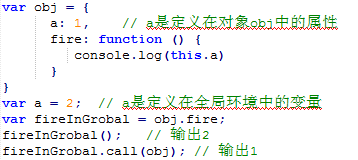 var obj = {
a: 1,    // a是定义在对象obj中的属性
fire: function () {
console.log(this.a)
}
}
var a = 2;  // a是定义在全局环境中的变量
var fireInGrobal = obj.fire;
fireInGrobal();   // 输出2
fireInGrobal.call(obj); // 输出1